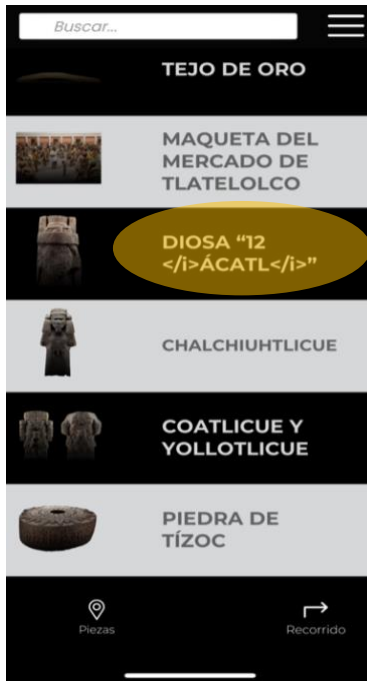 Buscar...
TEJO DE ORO
MAQUETA DEL
MERCADO DE
TLATELOLCO
DIOSA “12
</i>ÁCATL</i>”
CHALCHIUHTLICUE
COATLICUE Y
YOLLOTLICUE
PIEDRA DE
TÍZOC
Piezas
Recorrido